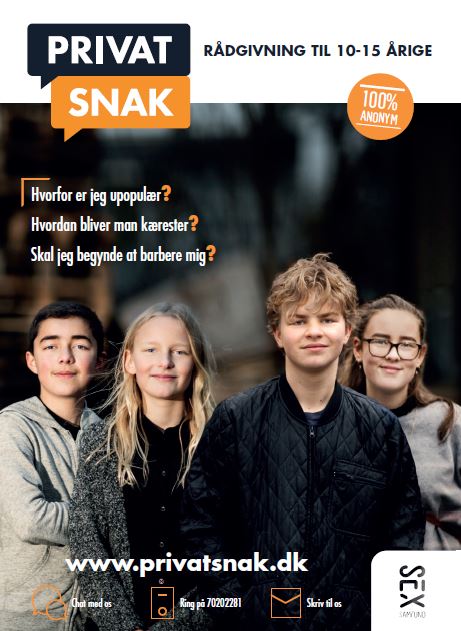 PRIVAT
SNAK
RÅDGIVNING TIL 10-15 ÅRIGE
100%
ANONYM
Hvorfor er jeg upopulær?
Hvordan bliver man kærester?
Skal jeg begynde at barbere mig?
www.privatsnak.dk
Chat med os
Ring på 70202281
Skriv til os
SEX
SAMFUND